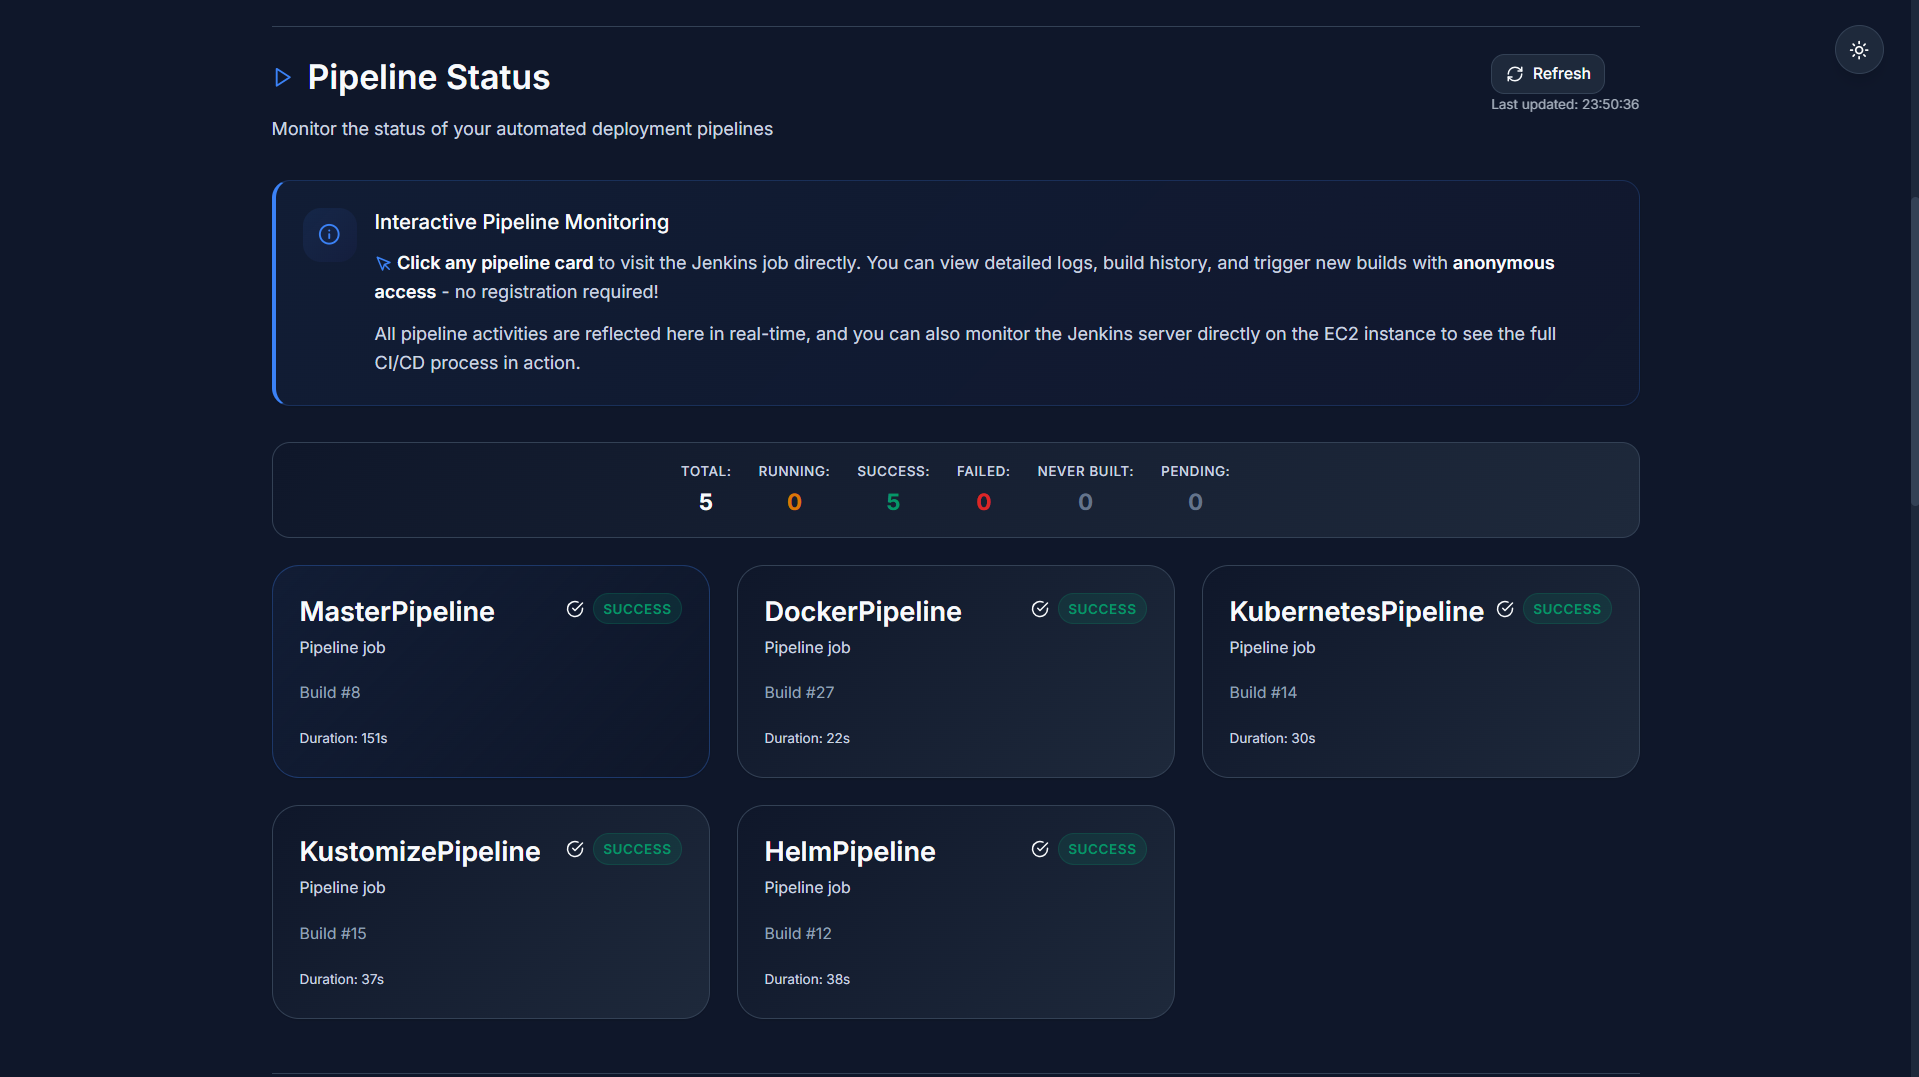 Pipeline Status
Refresh
Last updated: 23:50:36
Monitor the status of your automated deployment pipelines
Interactive Pipeline Monitoring
Click any pipeline card to visit the Jenkins job directly. You can view detailed logs, build history, and trigger new builds with anonymous
access - no registration required!
All pipeline activities are reflected here in real-time, and you can also monitor the Jenkins server directly on the EC2 instance to see the full
CI/CD process in action.
TOTAL: RUNNING: SUCCESS: FAILED: NEVER BUILT: PENDING:
5 0 5 0 0 0
MasterPipeline SUCCESS
Pipeline job
Build #8
Duration: 151s
DockerPipeline SUCCESS
Pipeline job
Build #27
Duration: 22s
KubernetesPipeline SUCCESS
Pipeline job
Build #14
Duration: 30s
KustomizePipeline SUCCESS
Pipeline job
Build #15
Duration: 37s
HelmPipeline SUCCESS
Pipeline job
Build #12
Duration: 38s